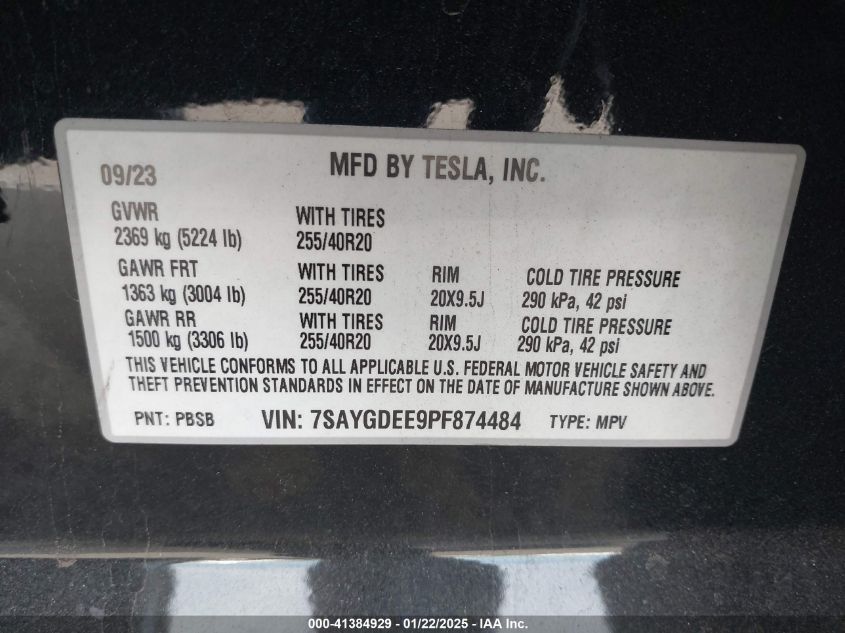 09/23 MFD BY TESLA, INC.
GVWR WITH TIRES
2369 kg (5224 lb) 255/40R20
GAWR FRT WITH TIRES RIM COLD TIRE PRESSURE
1363 kg (3004 lb) 255/40R20 20X9.5J 290 kPa, 42 psi
GAWR RR WITH TIRES RIM COLD TIRE PRESSURE
1500 kg (3306 lb) 255/40R20 20X9.5J 290 kPa, 42 psi
THIS VEHICLE CONFORMS TO ALL APPLICABLE U.S. FEDERAL MOTOR VEHICLE SAFETY AND
THEFT PREVENTION STANDARDS IN EFFECT ON THE DATE OF MANUFACTURE SHOWN ABOVE.
PNT: PBSB VIN: 7SAYGDEE9PF874484 TYPE: MPV
000-41384929 - 01/22/2025 - IAA Inc.